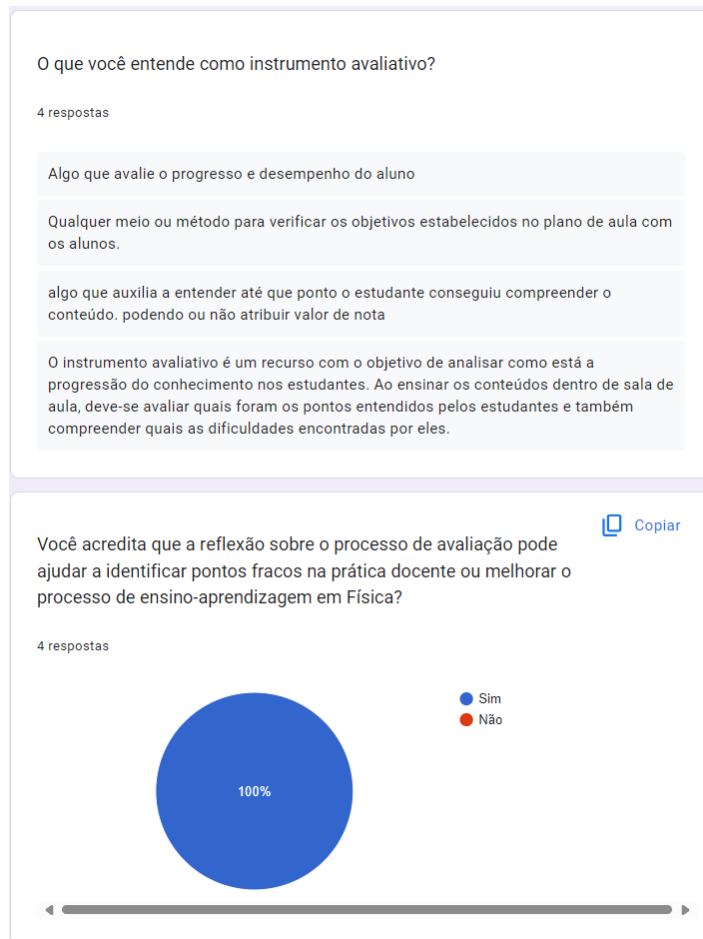 O que você entende como instrumento avaliativo?
4 respostas
Algo que avalie o progresso e desempenho do aluno
Qualquer meio ou método para verificar os objetivos estabelecidos no plano de aula com
os alunos.
algo que auxilia a entender até que ponto o estudante conseguiu compreender o
conteúdo. podendo ou não atribuir valor de nota
O instrumento avaliativo é um recurso com o objetivo de analisar como está a
progressão do conhecimento nos estudantes. Ao ensinar os conteúdos dentro de sala de
aula, deve-se avaliar quais foram os pontos entendidos pelos estudantes e também
compreender quais as dificuldades encontradas por eles.
Copiar
Você acredita que a reflexão sobre o processo de avaliação pode
ajudar a identificar pontos fracos na prática docente ou melhorar o
processo de ensino-aprendizagem em Física?
4 respostas
Sim
Não
100%